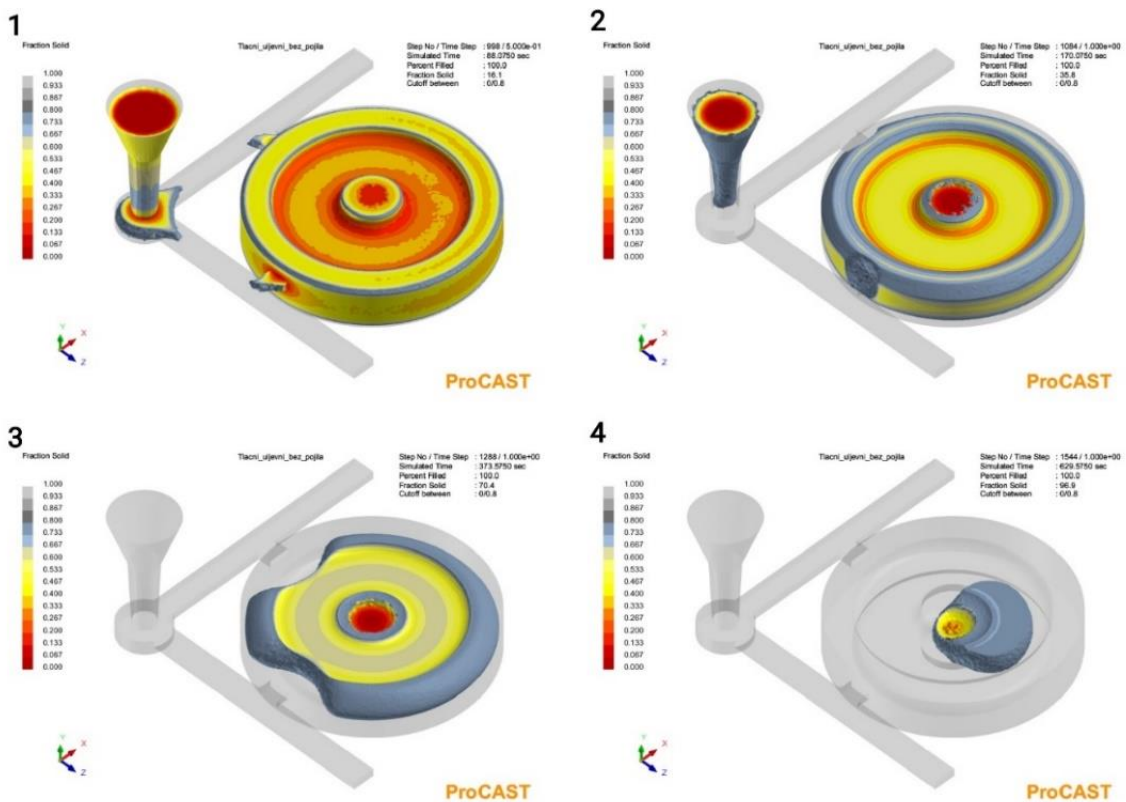 1
Fraction Solid
Tlacni_uljevni_bez_pojila
Step No / Time Step : 998 / 5.000e-01
Simulated Time : 88.0750 sec
Percent Filled : 100.0
Fraction Solid : 16.1
Cutoff between : 0/0.8
1.000
0.933
0.867
0.800
0.733
0.667
0.600
0.533
0.467
0.400
0.333
0.267
0.200
0.133
0.067
0.000
Y
X
Z
ProCAST
2
Fraction Solid
Tlacni_uljevni_bez_pojila
Step No / Time Step : 1084 / 1.000e+00
Simulated Time : 170.0750 sec
Percent Filled : 100.0
Fraction Solid : 35.8
Cutoff between : 0/0.8
1.000
0.933
0.867
0.800
0.733
0.667
0.600
0.533
0.467
0.400
0.333
0.267
0.200
0.133
0.067
0.000
Y
X
Z
ProCAST
3
Fraction Solid
Tlacni_uljevni_bez_pojila
Step No / Time Step : 1288 / 1.000e+00
Simulated Time : 373.5750 sec
Percent Filled : 100.0
Fraction Solid : 70.4
Cutoff between : 0/0.8
1.000
0.933
0.867
0.800
0.733
0.667
0.600
0.533
0.467
0.400
0.333
0.267
0.200
0.133
0.067
0.000
Y
X
Z
ProCAST
4
Fraction Solid
Tlacni_uljevni_bez_pojila
Step No / Time Step : 1544 / 1.000e+00
Simulated Time : 629.5750 sec
Percent Filled : 100.0
Fraction Solid : 96.9
Cutoff between : 0/0.8
1.000
0.933
0.867
0.800
0.733
0.667
0.600
0.533
0.467
0.400
0.333
0.267
0.200
0.133
0.067
0.000
Y
X
Z
ProCAST